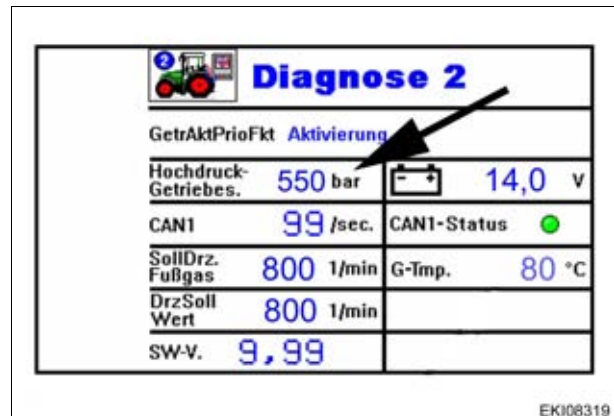 2
Diagnose 2
GetrAktPrioFkt Aktivierung
Hochdruck-
Getriebes. 550 bar
- + 14,0 V
CAN1 99 /sec.
CAN1-Status
SollDrz.
Fußgas 800 1/min
G-Tmp. 80 °C
DrzSoll
Wert 800 1/min
SW-V. 9,99
EKI08319